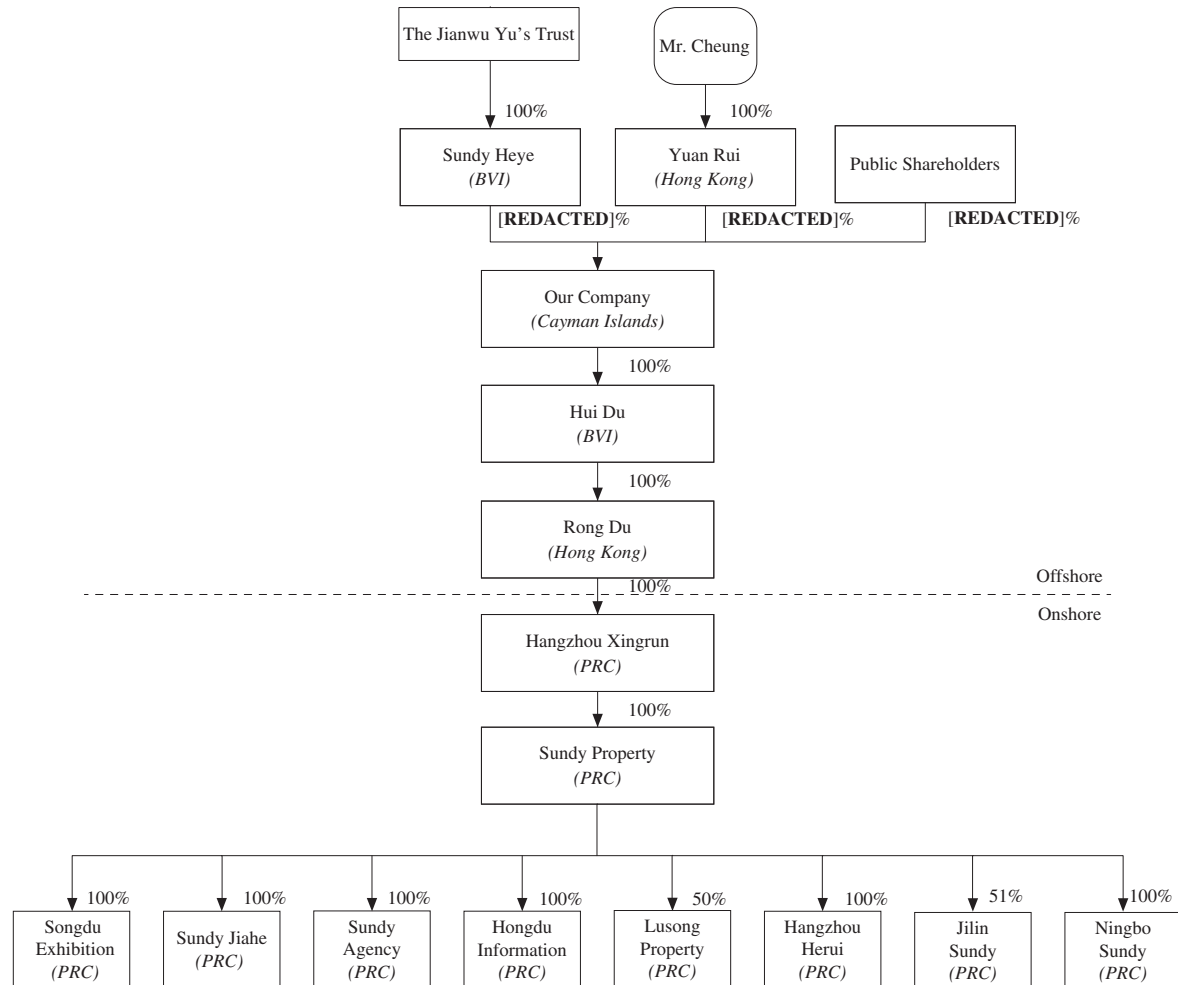 The Jianwu Yu's Trust
Mr. Cheung
100%
100%
Sundy Heye
(BVI)
Yuan Rui
(Hong Kong)
Public Shareholders
[REDACTED]%
[REDACTED]%
[REDACTED]%
Our Company
(Cayman Islands)
100%
Hui Du
(BVI)
100%
Rong Du
(Hong Kong)
100%
Offshore
Onshore
Hangzhou Xingrun
(PRC)
100%
Sundy Property
(PRC)
100%
100%
100%
100%
50%
100%
51%
100%
Songdu
Exhibition
(PRC)
Sundy Jiahe
(PRC)
Sundy
Agency
(PRC)
Hongdu
Information
(PRC)
Lusong
Property
(PRC)
Hangzhou
Herui
(PRC)
Jilin
Sundy
(PRC)
Ningbo
Sundy
(PRC)